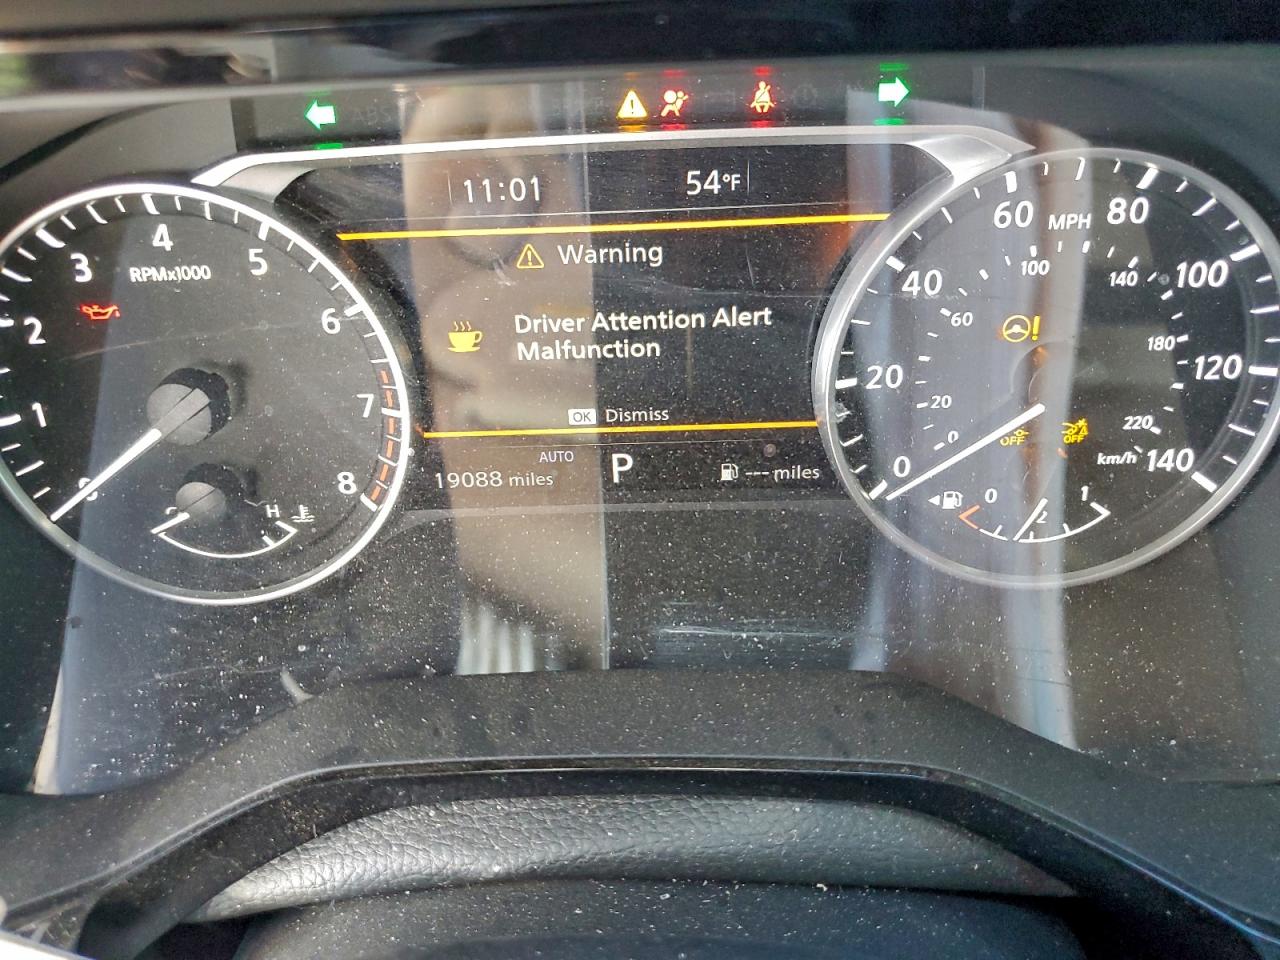 11:01 54°F
Warning
Driver Attention Alert
Malfunction
OK Dismiss
AUTO
19088 miles P --- miles
RPMx1000
1 2 3 4 5 6 7 8
H
MPH
0 20 40 60 80 100 120 140
km/h
0 20 60 100 140 180 220
OFF OFF
0 1/2 1